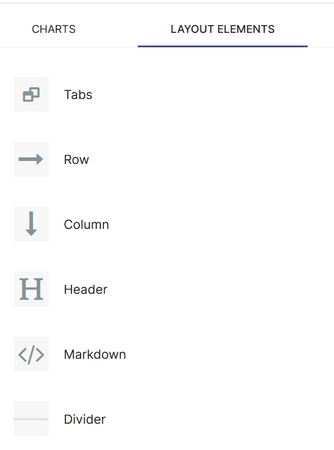 CHARTS
LAYOUT ELEMENTS
Tabs
Row
Column
H
Header
</>
Markdown
Divider